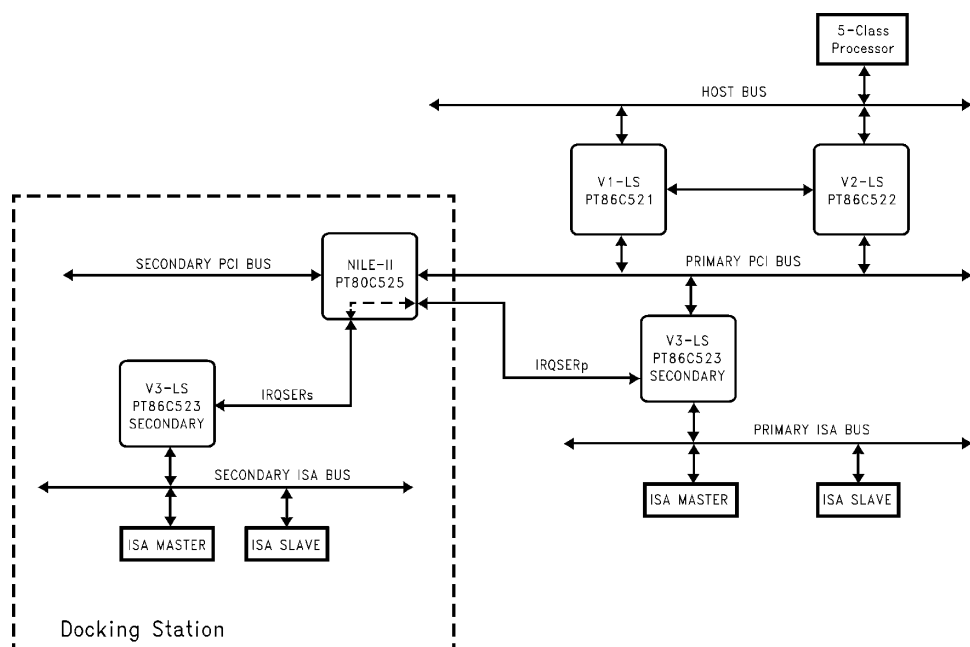 5-Class
Processor
HOST BUS
V1-LS
PT86C521
V2-LS
PT86C522
SECONDARY PCI BUS
NILE-II
PT80C525
PRIMARY PCI BUS
V3-LS
PT86C523
SECONDARY
IRQSERp
V3-LS
PT86C523
SECONDARY
IRQSERs
PRIMARY ISA BUS
SECONDARY ISA BUS
ISA MASTER
ISA SLAVE
ISA MASTER
ISA SLAVE
Docking Station